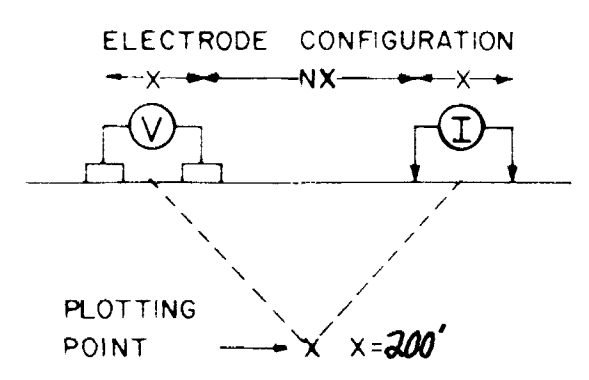 ELECTRODE CONFIGURATION
X NX X
V I
PLOTTING
POINT X X=200'